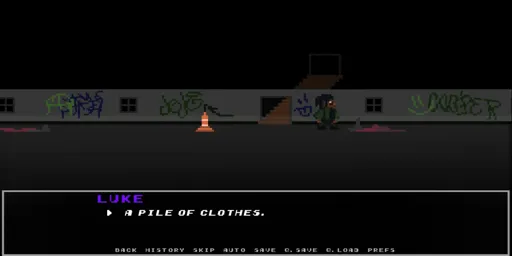 LUKE
A PILE OF CLOTHES.
BACK HISTORY SKIP AUTO SAVE Q.SAVE Q.LOAD PREFS